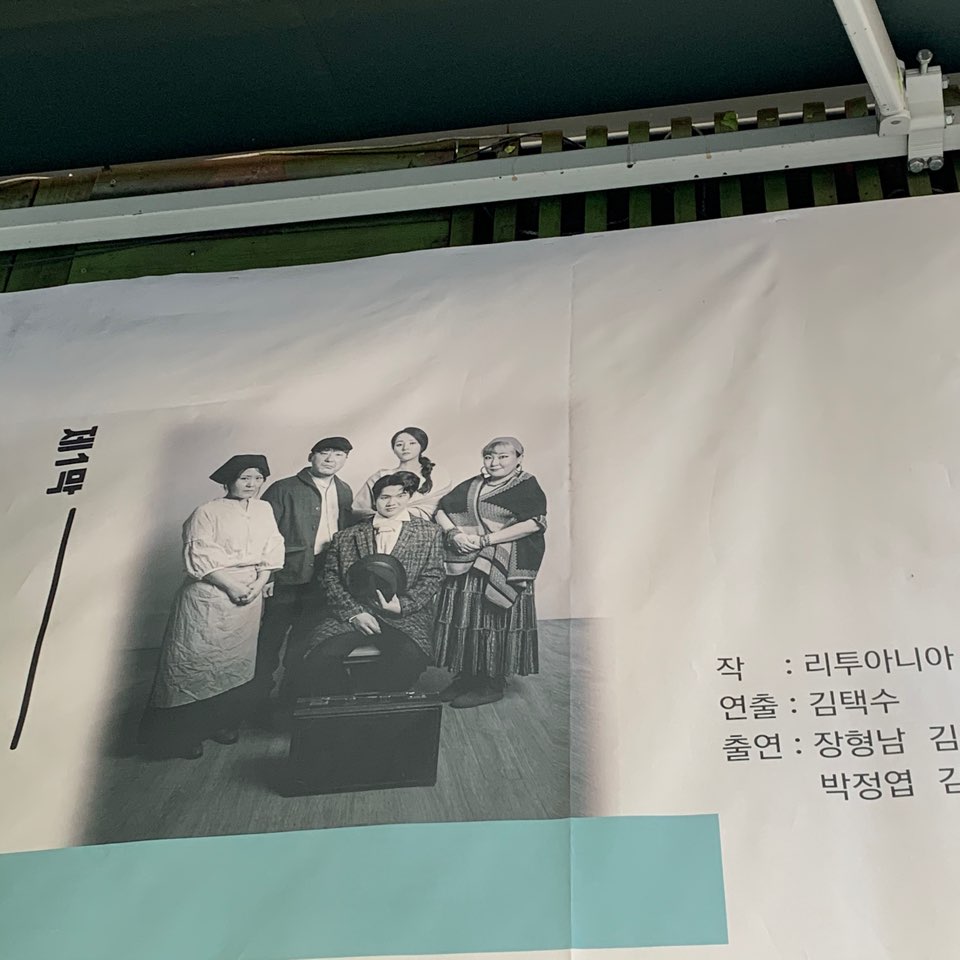 제1막
작 : 리투아니아
연출 : 김택수
출연 : 장형남 김
박정엽 김